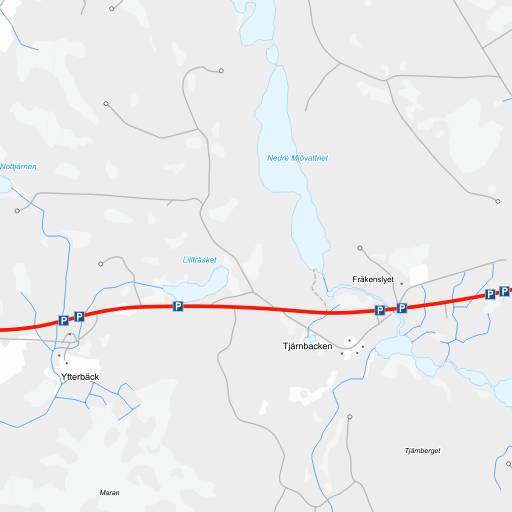 Nedre Mjövattnet
Nottjärnen
Lillträsket
Fräkenslyet
P
P
P
P
P
P
P
Tjärnbacken
Ytterbäck
Tjärnberget
Maran